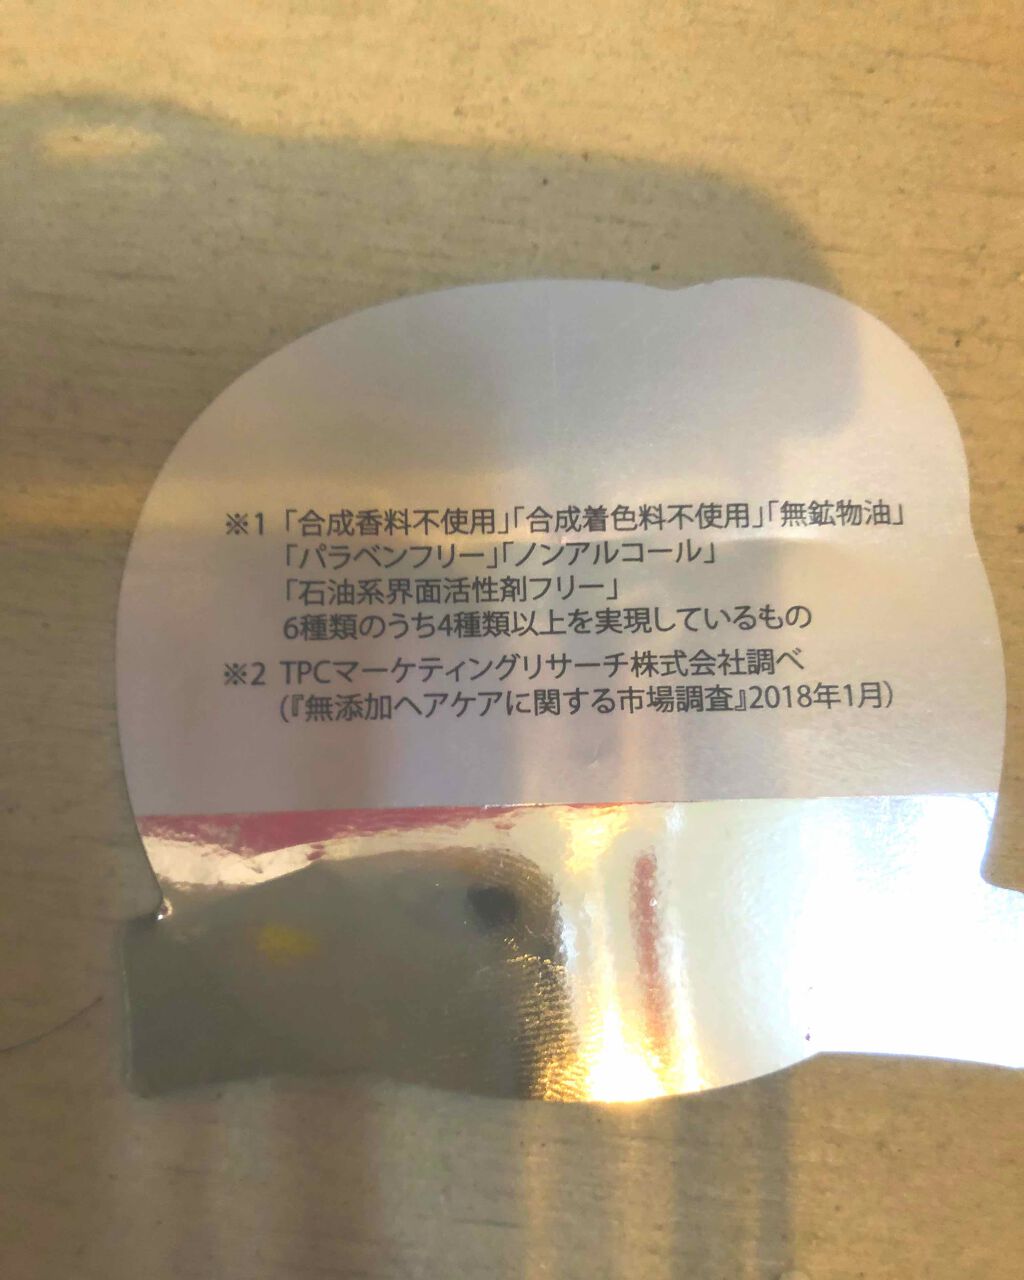 ※1「合成香料不使用」「合成着色料不使用」「無鉱物油」
「パラベンフリー」「ノンアルコール」
「石油系界面活性剤フリー」
6種類のうち4種類以上を実現しているもの
※2 TPCマーケティングリサーチ株式会社調べ
(『無添加ヘアケアに関する市場調査』2018年1月)